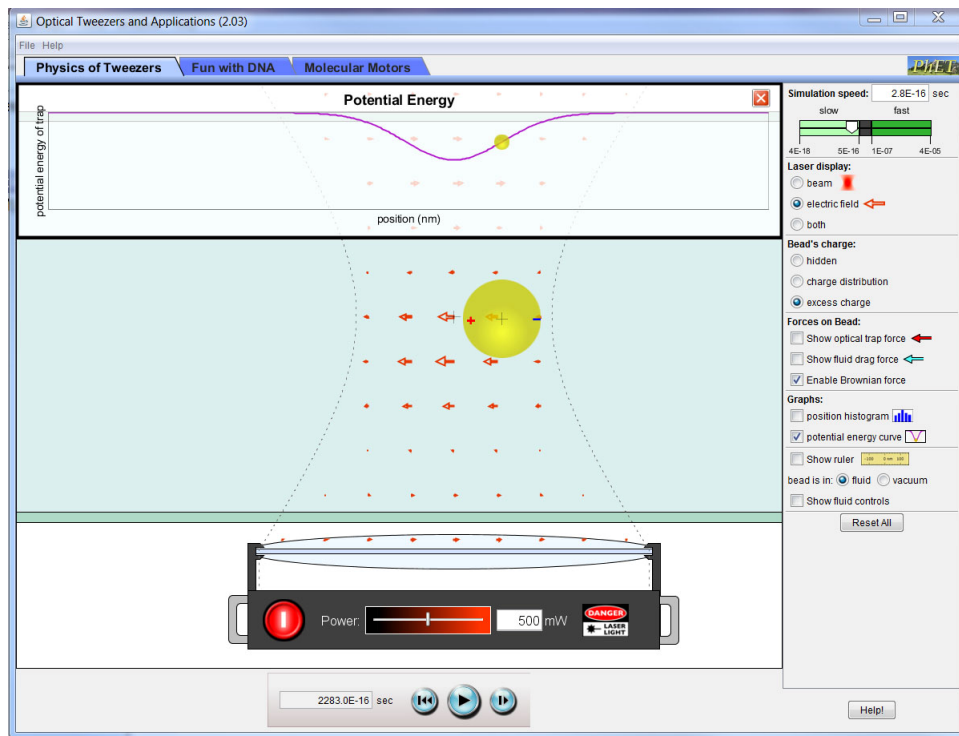 Optical Tweezers and Applications (2.03)
File Help
Physics of Tweezers Fun with DNA Molecular Motors
PhET
Potential Energy
potential energy of trap
position (nm)
Simulation speed: 2.8E-16 sec
slow fast
4E-18 5E-16 1E-07 4E-05
Laser display:
beam
electric field
both
Bead's charge:
hidden
charge distribution
excess charge
Forces on Bead:
Show optical trap force
Show fluid drag force
Enable Brownian force
Graphs:
position histogram
potential energy curve
Show ruler
bead is in: fluid vacuum
Show fluid controls
Reset All
Power: 500 mW
DANGER
LASER
LIGHT
2283.0E-16 sec
Help!